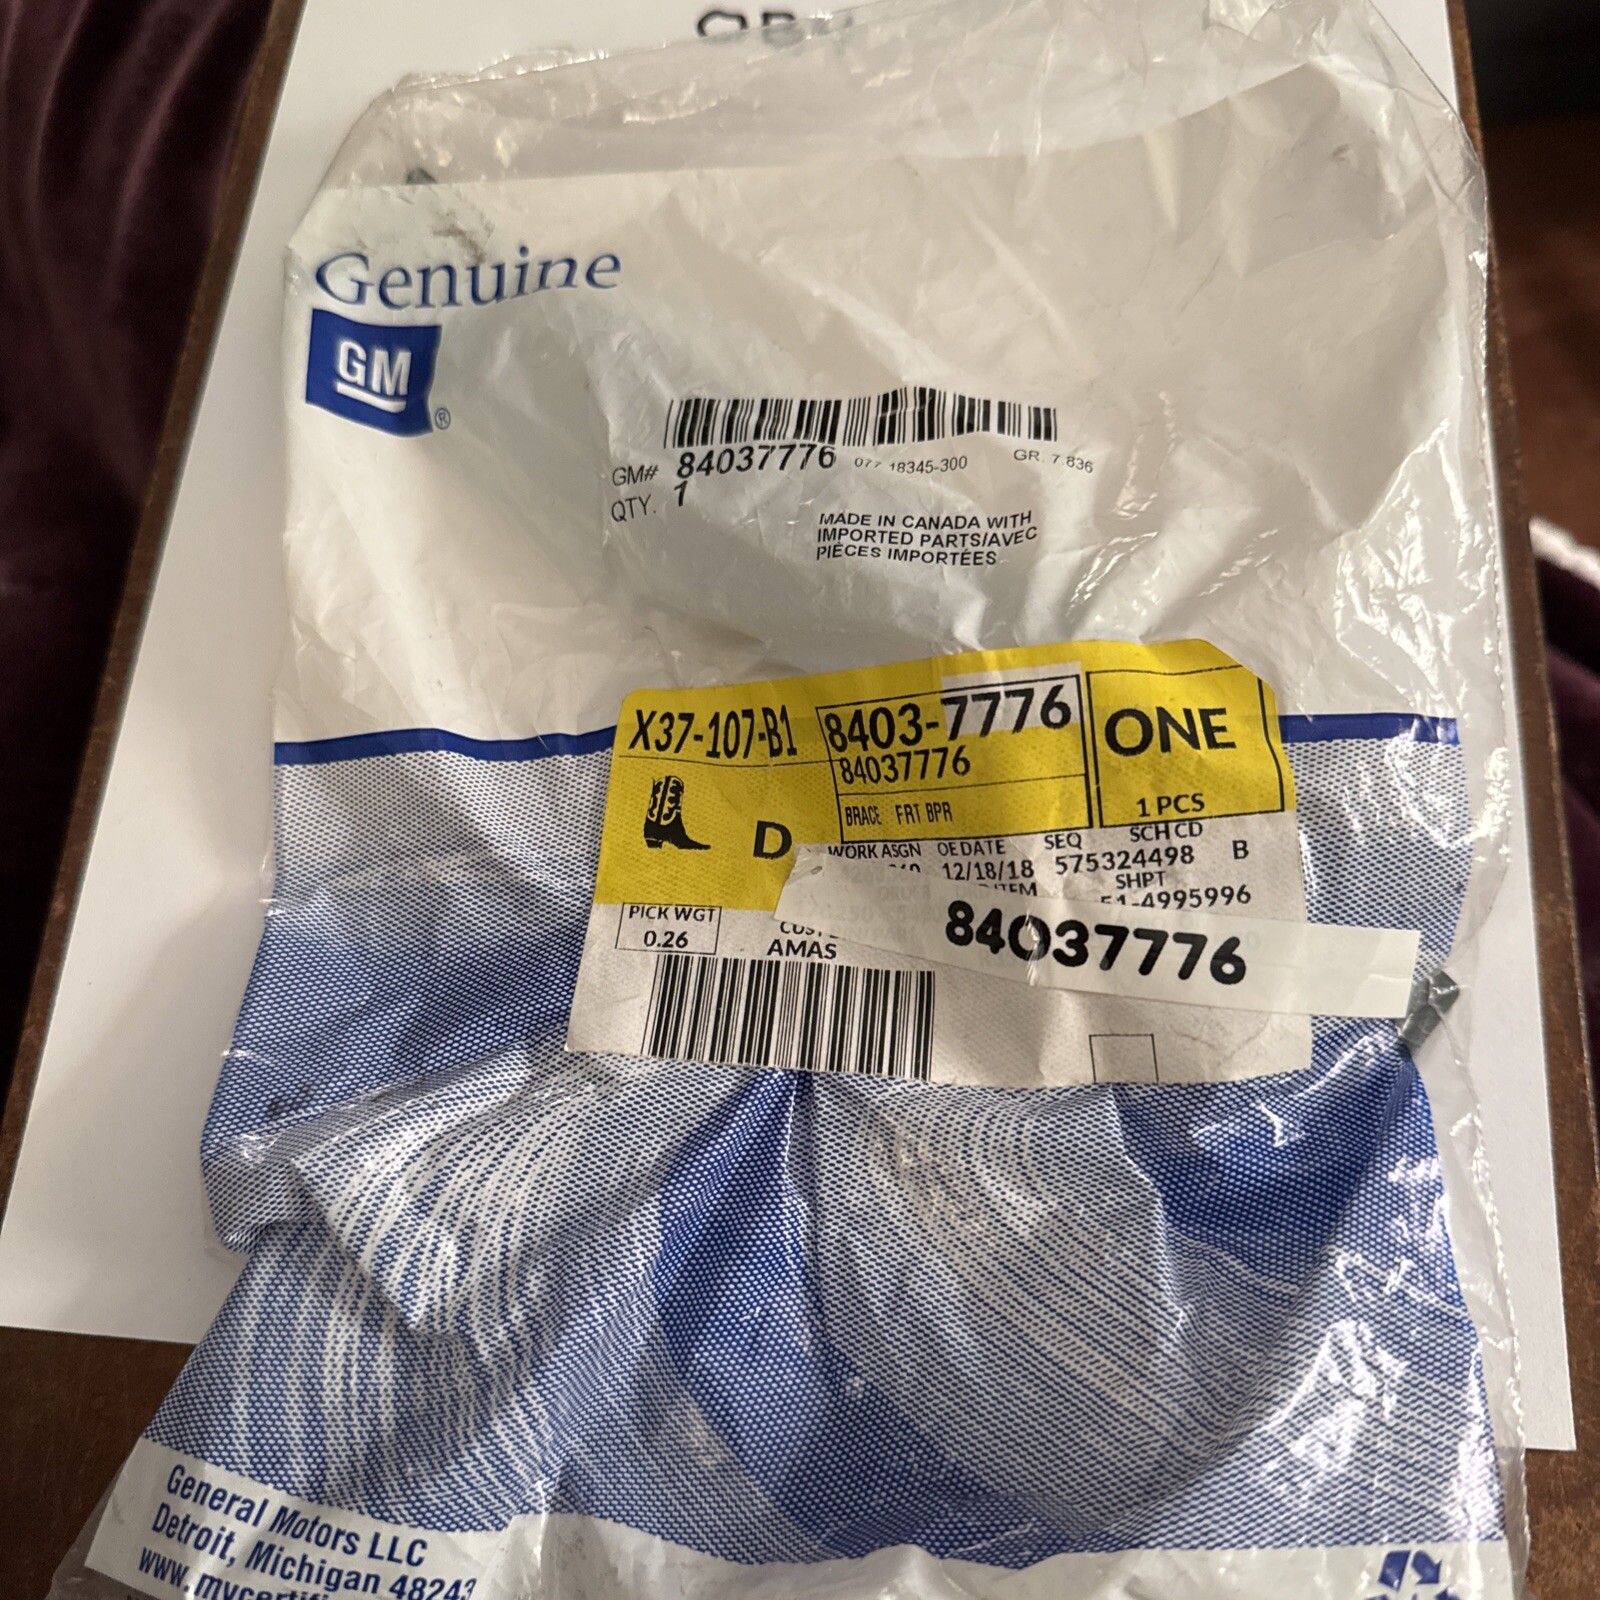 Genuine
GM
®
GM# 84037776 077 18345-300 GR. 7.836
QTY. 1
MADE IN CANADA WITH
IMPORTED PARTS/AVEC
PIÈCES IMPORTÉES
X37-107-B1 8403-7776 ONE
84037776
BRACE FRT BPR 1 PCS
D WORK ASGN OE DATE SEQ SCH CD
12/18/18 575324498 B
ITEM SHPT
51-4995996
PICK WGT
0.26
AMAS
84037776
General Motors LLC
Detroit, Michigan 48243